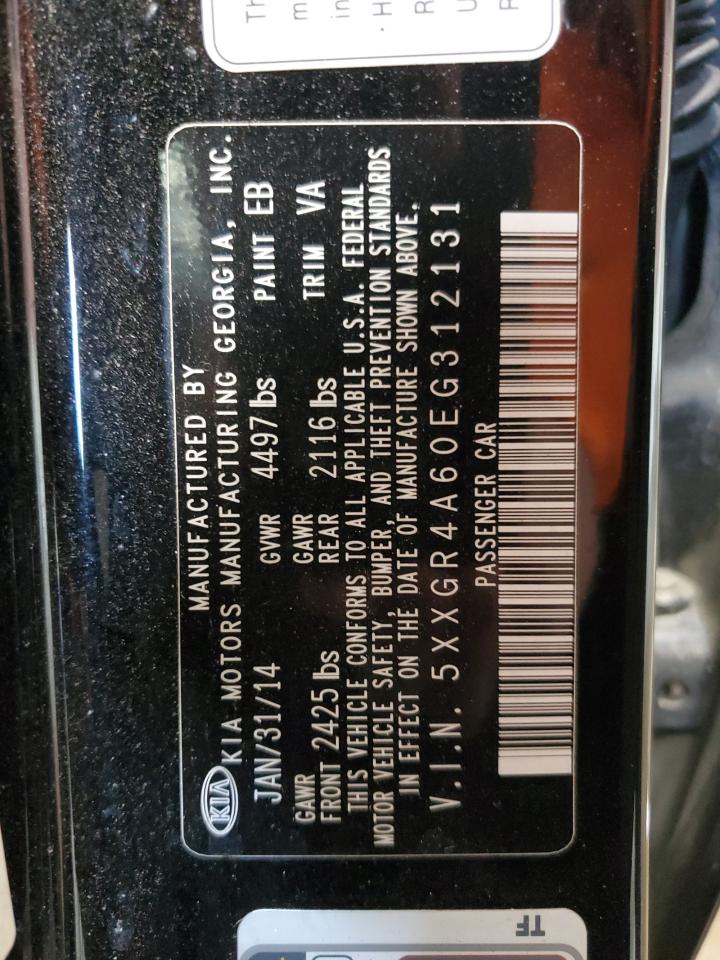 MANUFACTURED BY
KIA KIA MOTORS MANUFACTURING GEORGIA, INC.
JAN/31/14 GVWR 4497 lbs PAINT EB
GAWR FRONT 2425 lbs GAWR REAR 2116 lbs TRIM VA
THIS VEHICLE CONFORMS TO ALL APPLICABLE U.S.A. FEDERAL
MOTOR VEHICLE SAFETY, BUMPER, AND THEFT PREVENTION STANDARDS
IN EFFECT ON THE DATE OF MANUFACTURE SHOWN ABOVE.
V.I.N. 5XXGR4A60EG312131
PASSENGER CAR
TF